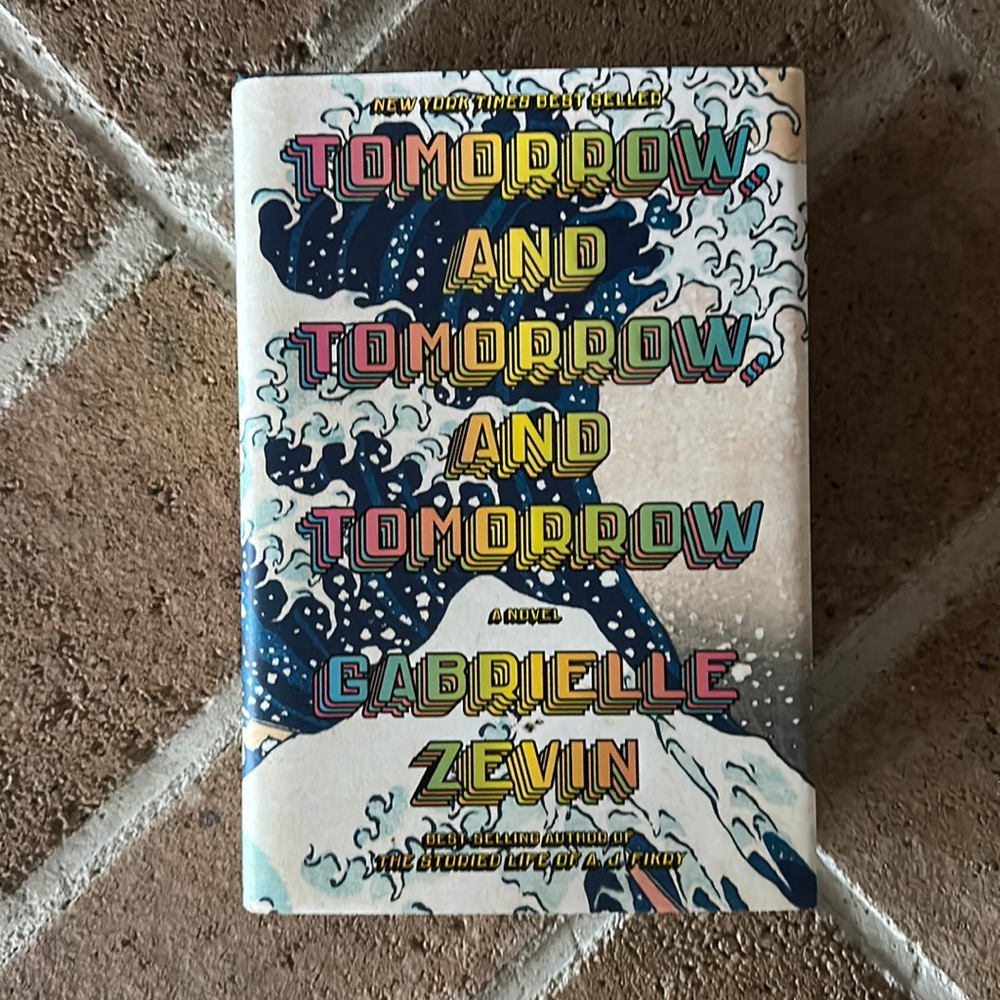 NEW YORK TIMES BEST SELLER
TOMORROW,
AND
TOMORROW,
AND
TOMORROW
A NOVEL
GABRIELLE
ZEVIN
BEST-SELLING AUTHOR OF
THE STORIED LIFE OF A. J. FIKRY